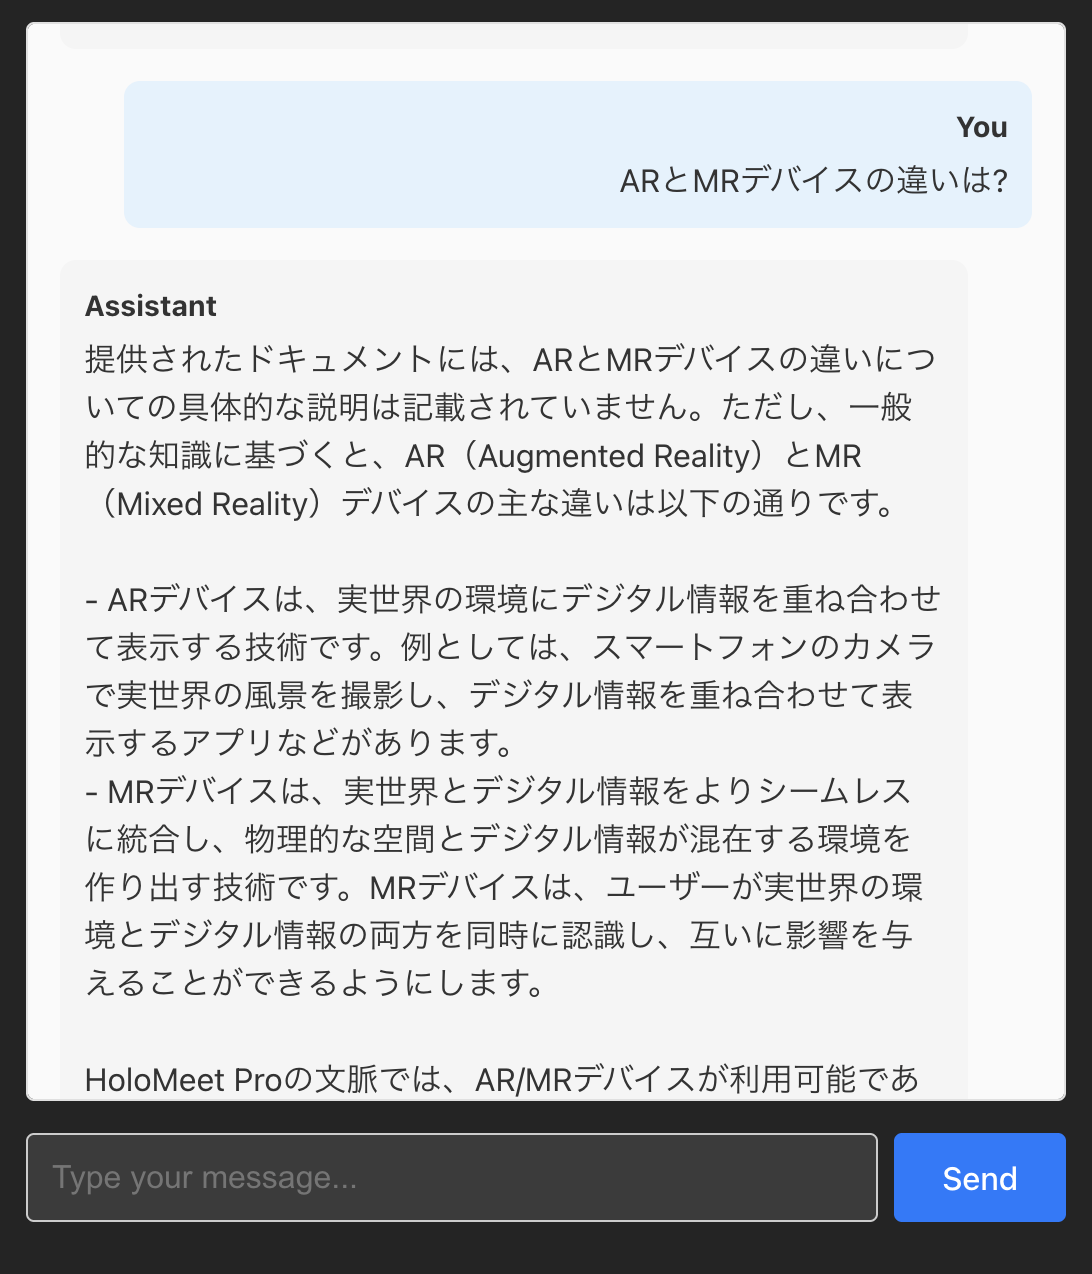 You
ARとMRデバイスの違いは?
Assistant
提供されたドキュメントには、ARとMRデバイスの違いにつ
いての具体的な説明は記載されていません。ただし、一般
的な知識に基づくと、AR（Augmented Reality）とMR
（Mixed Reality）デバイスの主な違いは以下の通りです。
- ARデバイスは、実世界の環境にデジタル情報を重ね合わせ
て表示する技術です。例としては、スマートフォンのカメラ
で実世界の風景を撮影し、デジタル情報を重ね合わせて表
示するアプリなどがあります。
- MRデバイスは、実世界とデジタル情報をよりシームレス
に統合し、物理的な空間とデジタル情報が混在する環境を
作り出す技術です。MRデバイスは、ユーザーが実世界の環
境とデジタル情報の両方を同時に認識し、互いに影響を与
えることができるようにします。
HoloMeet Proの文脈では、AR/MRデバイスが利用可能であ
Type your message...
Send